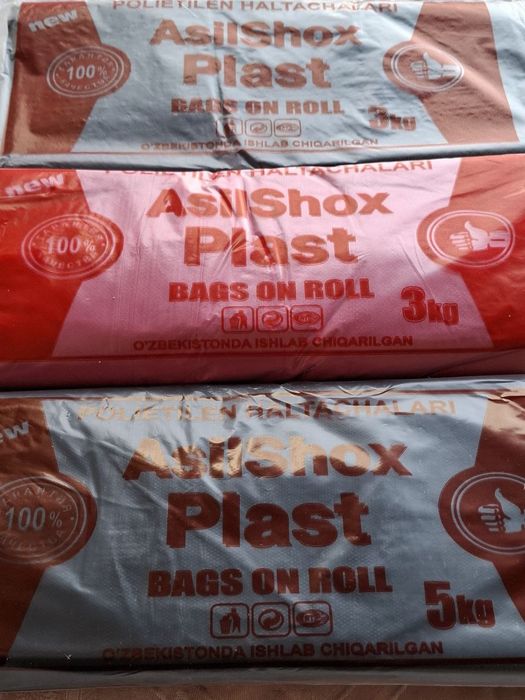 new
POLIETILEN HALTACHALARI
AsilShox
Plast
100%
BAGS ON ROLL
3kg
O'ZBEKISTONDA ISHLAB CHIQARILGAN
new
POLIETILEN HALTACHALARI
AsilShox
Plast
100%
BAGS ON ROLL
3kg
O'ZBEKISTONDA ISHLAB CHIQARILGAN
new
POLIETILEN HALTACHALARI
AsilShox
Plast
100%
BAGS ON ROLL
5kg
O'ZBEKISTONDA ISHLAB CHIQARILGAN